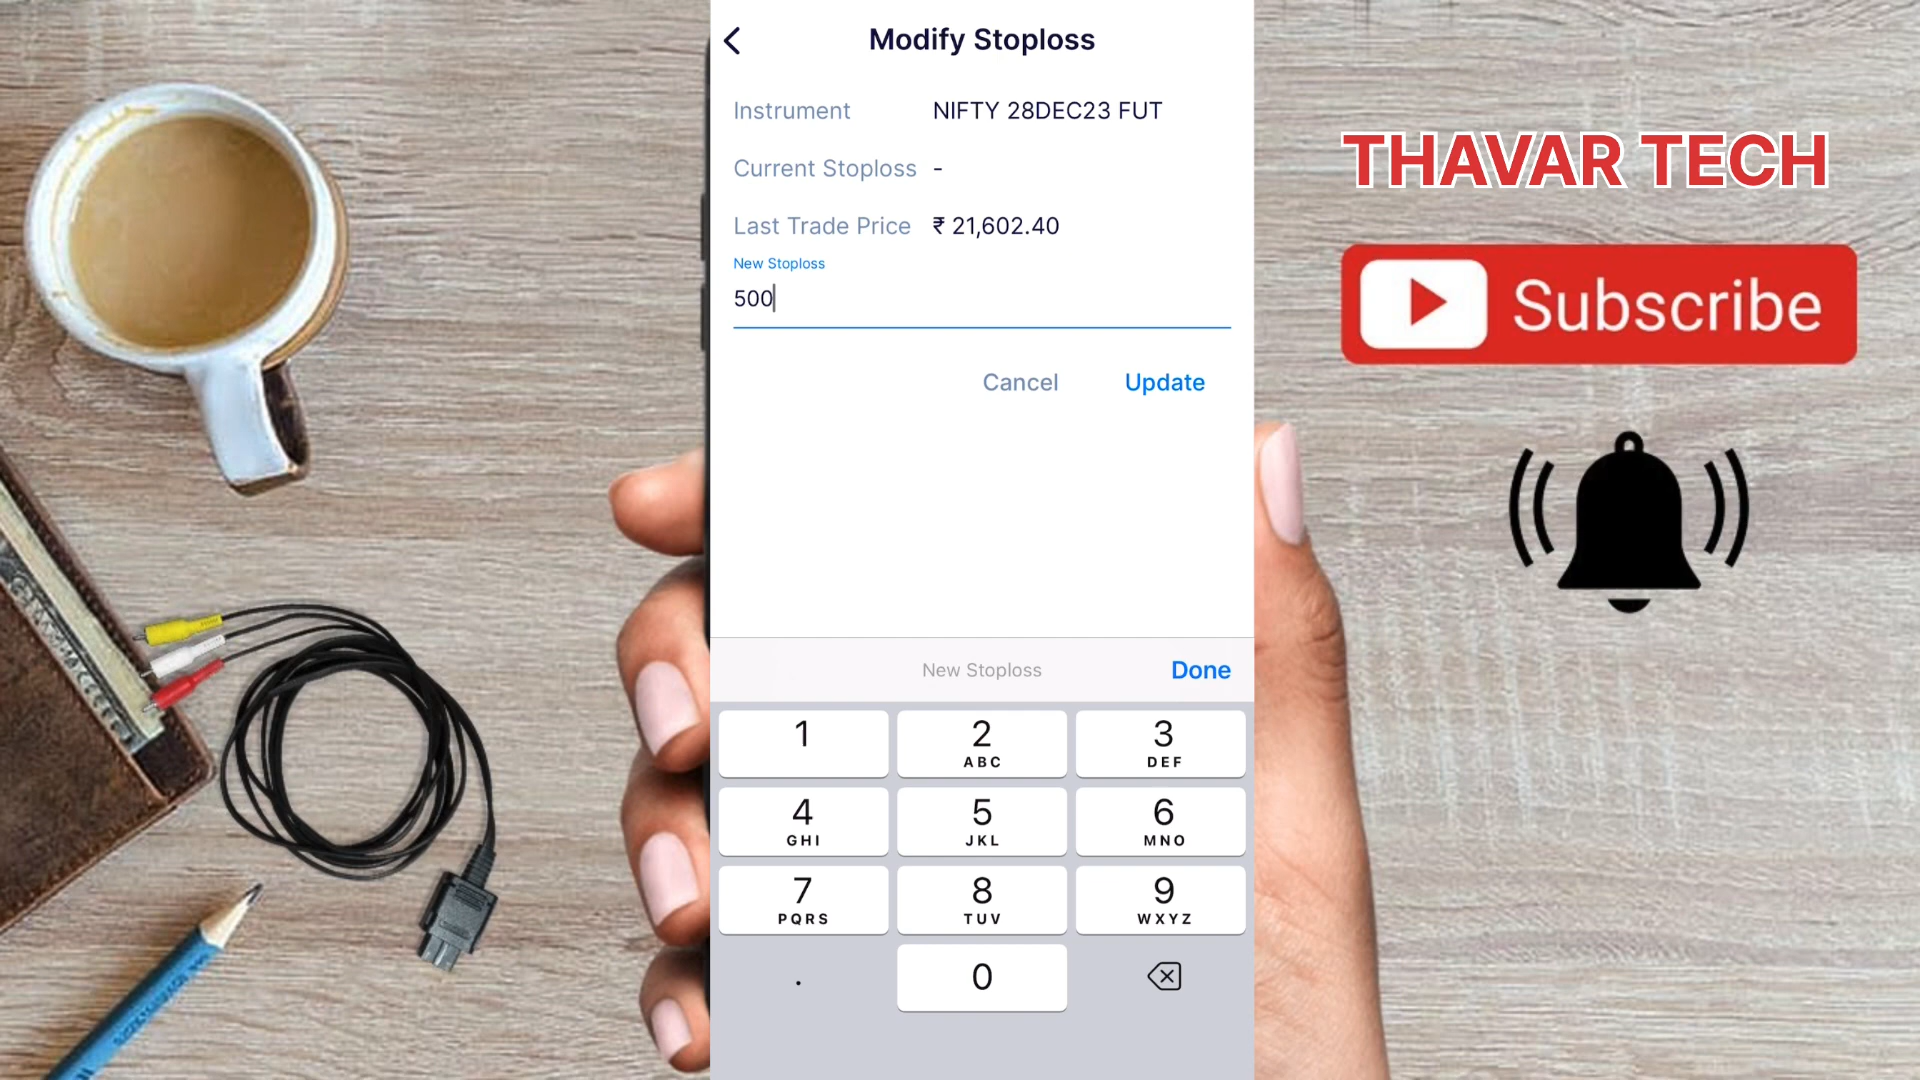 Modify Stoploss
Instrument NIFTY 28DEC23 FUT
Current Stoploss -
Last Trade Price ₹ 21,602.40
New Stoploss
500
Cancel Update
New Stoploss Done
1 2 3
ABC DEF
4 5 6
GHI JKL MNO
7 8 9
PQRS TUV WXYZ
. 0
THAVAR TECH
Subscribe